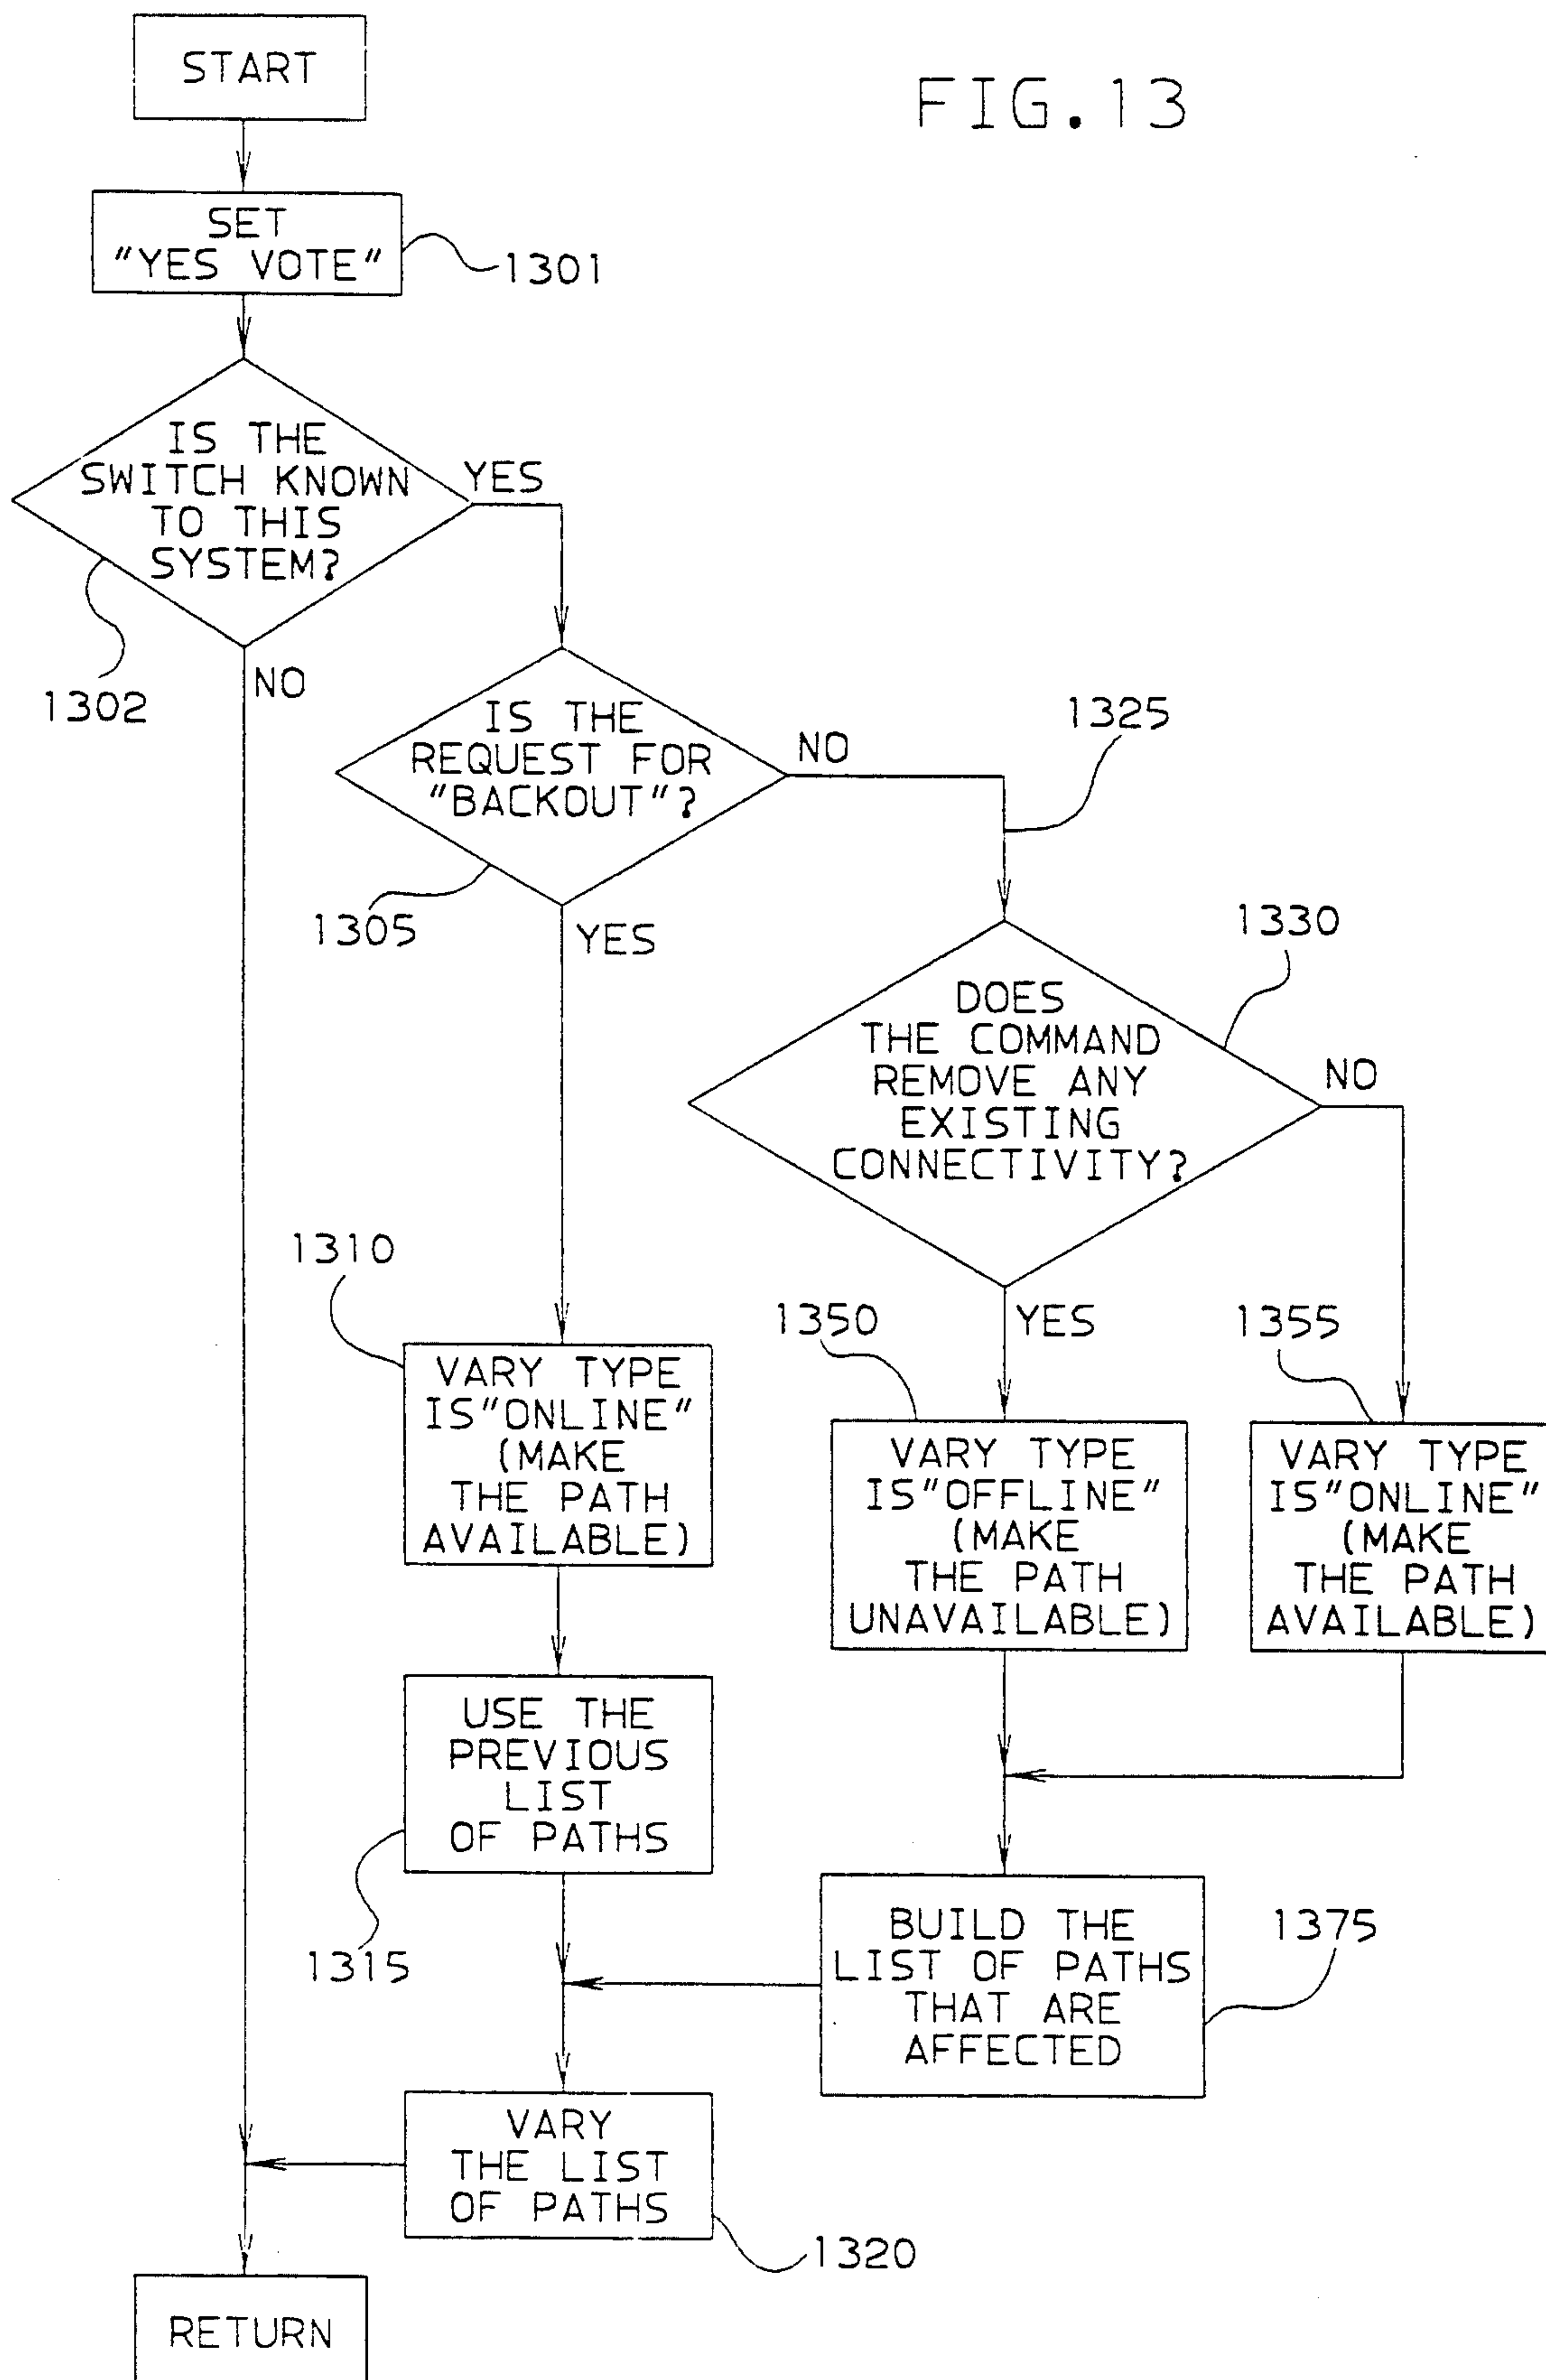 START
FIG.13
SET
"YES VOTE"
1301
IS THE
SWITCH KNOWN
TO THIS
SYSTEM?
YES
1302
NO
IS THE
REQUEST FOR
"BACKOUT"?
NO
1325
1305
YES
1330
DOES
THE COMMAND
REMOVE ANY
EXISTING
CONNECTIVITY?
NO
1310
1350
YES
1355
VARY TYPE
IS"ONLINE"
(MAKE
THE PATH
AVAILABLE)
VARY TYPE
IS"OFFLINE"
(MAKE
THE PATH
UNAVAILABLE)
VARY TYPE
IS"ONLINE"
(MAKE
THE PATH
AVAILABLE)
USE THE
PREVIOUS
LIST
OF PATHS
1315
BUILD THE
LIST OF PATHS
THAT ARE
AFFECTED
1375
VARY
THE LIST
OF PATHS
1320
RETURN